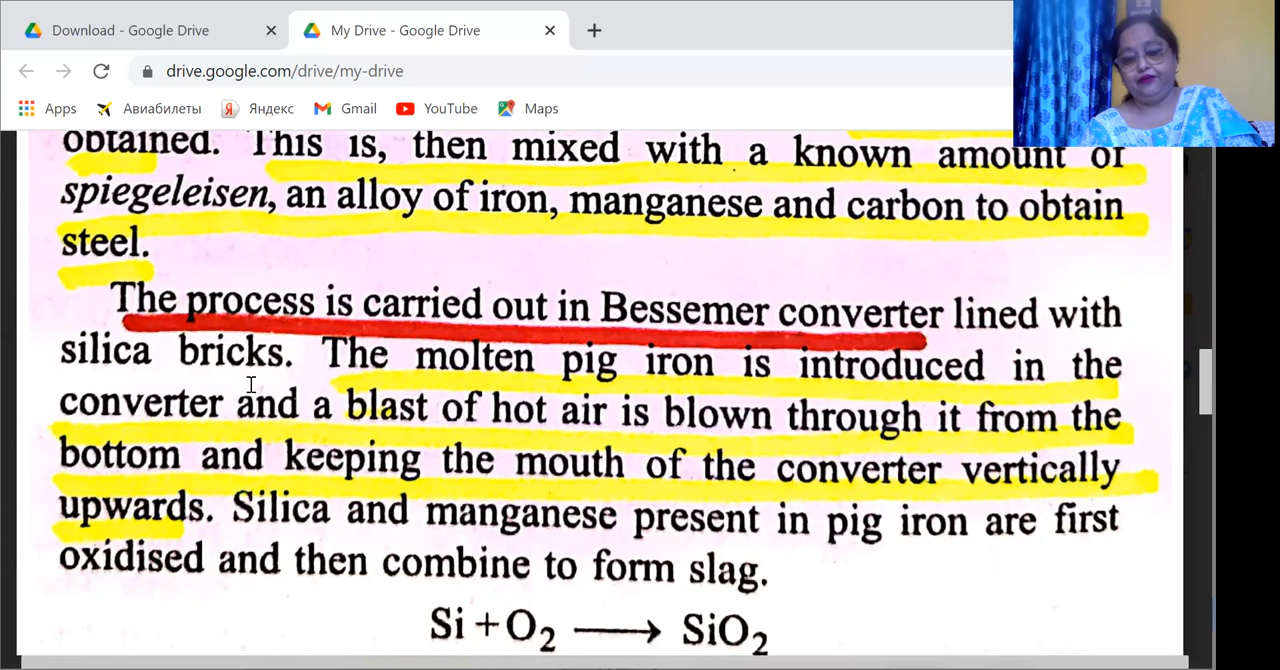 Download - Google Drive
My Drive - Google Drive
drive.google.com/drive/my-drive
Apps Авиабилеты Яндекс Gmail YouTube Maps
obtained. This is, then mixed with a known amount of
spiegeleisen, an alloy of iron, manganese and carbon to obtain
steel.
The process is carried out in Bessemer converter lined with
silica bricks. The molten pig iron is introduced in the
converter and a blast of hot air is blown through it from the
bottom and keeping the mouth of the converter vertically
upwards. Silica and manganese present in pig iron are first
oxidised and then combine to form slag.
Si + O₂ ⟶ SiO₂